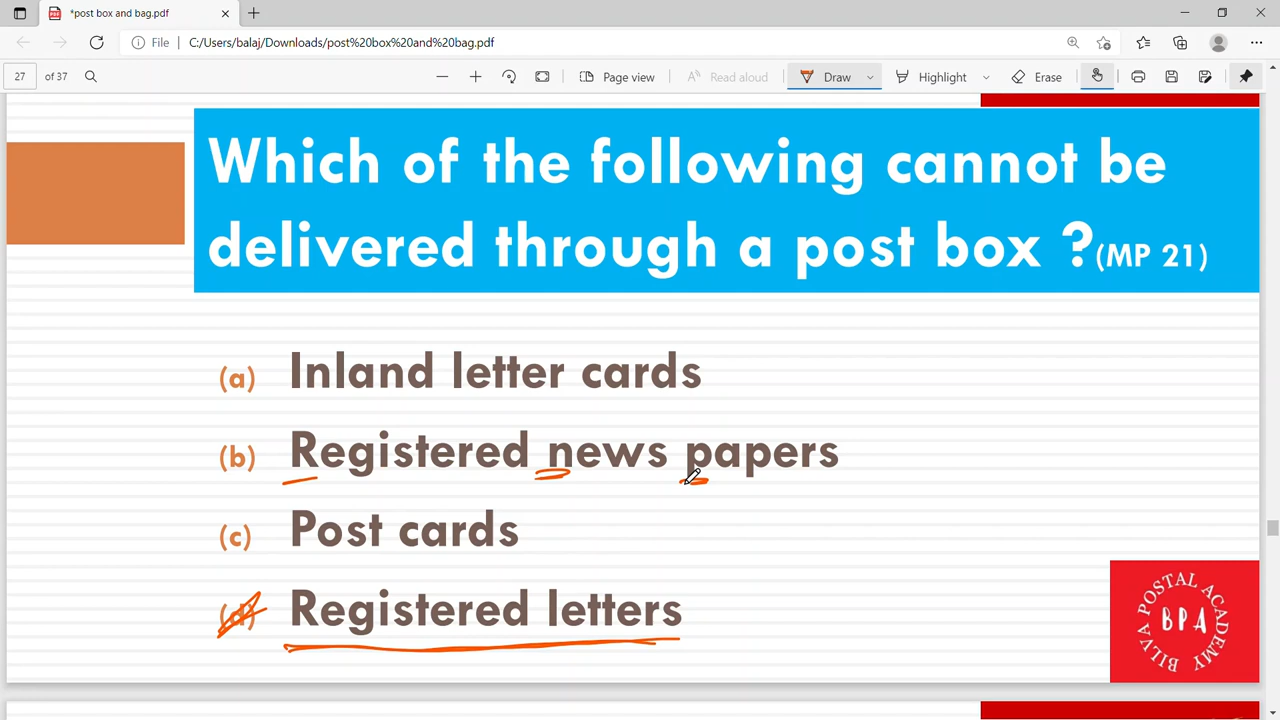 *post box and bag.pdf
File C:/Users/balaj/Downloads/post%20box%20and%20bag.pdf
27 of 37 Page view Read aloud Draw Highlight Erase
Which of the following cannot be
delivered through a post box ?(MP 21)
(a) Inland letter cards
(b) Registered news papers
(c) Post cards
(d) Registered letters
BILVA POSTAL ACADEMY
BPA